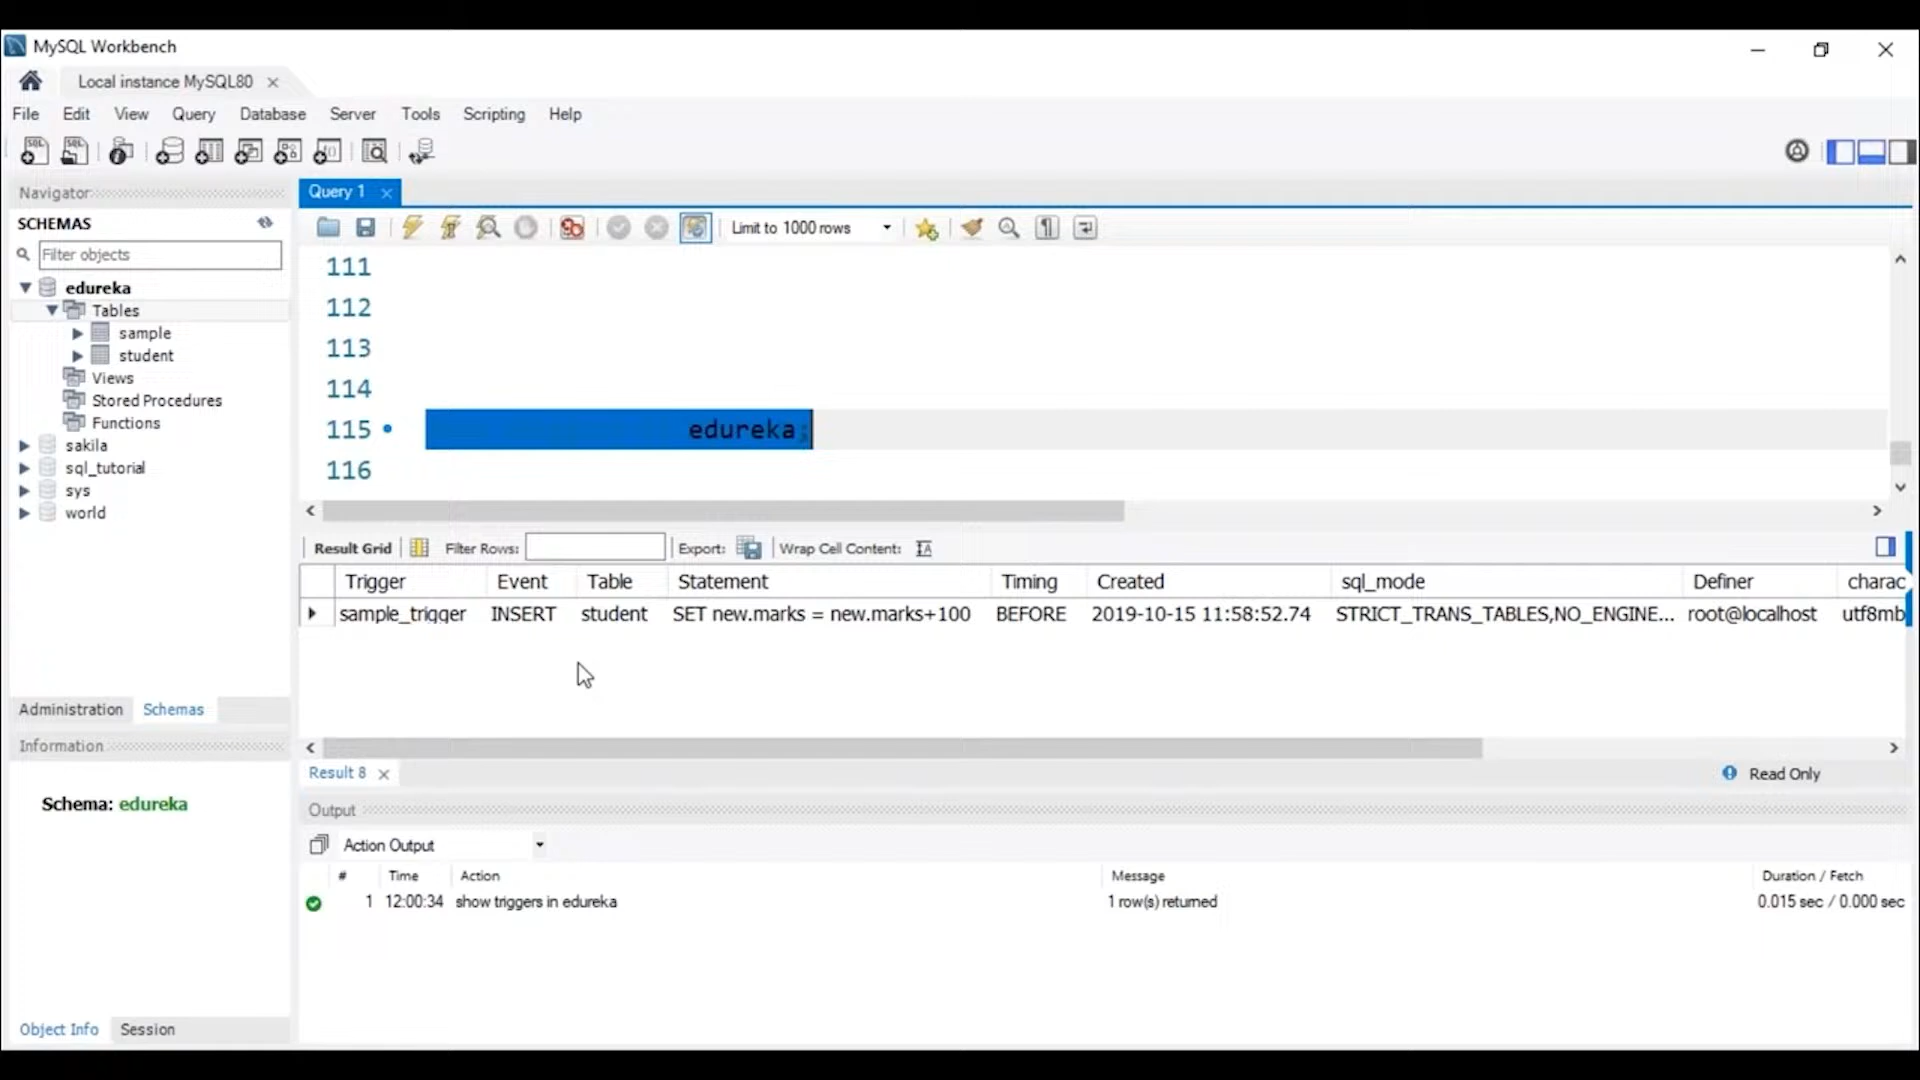 MySQL Workbench
Local instance MySQL80
File Edit View Query Database Server Tools Scripting Help
Navigator
SCHEMAS
Filter objects
edureka
Tables
sample
student
Views
Stored Procedures
Functions
sakila
sql_tutorial
sys
world
Administration Schemas
Information
Schema: edureka
Object Info Session
Query 1
Limit to 1000 rows
111
112
113
114
115 edureka;
116
Result Grid Filter Rows: Export: Wrap Cell Content:
Trigger Event Table Statement Timing Created sql_mode Definer charac
sample_trigger INSERT student SET new.marks = new.marks+100 BEFORE 2019-10-15 11:58:52.74 STRICT_TRANS_TABLES,NO_ENGINE... root@localhost utf8mb
Result 8 Read Only
Output
Action Output
# Time Action Message Duration / Fetch
1 12:00:34 show triggers in edureka 1 row(s) returned 0.015 sec / 0.000 sec